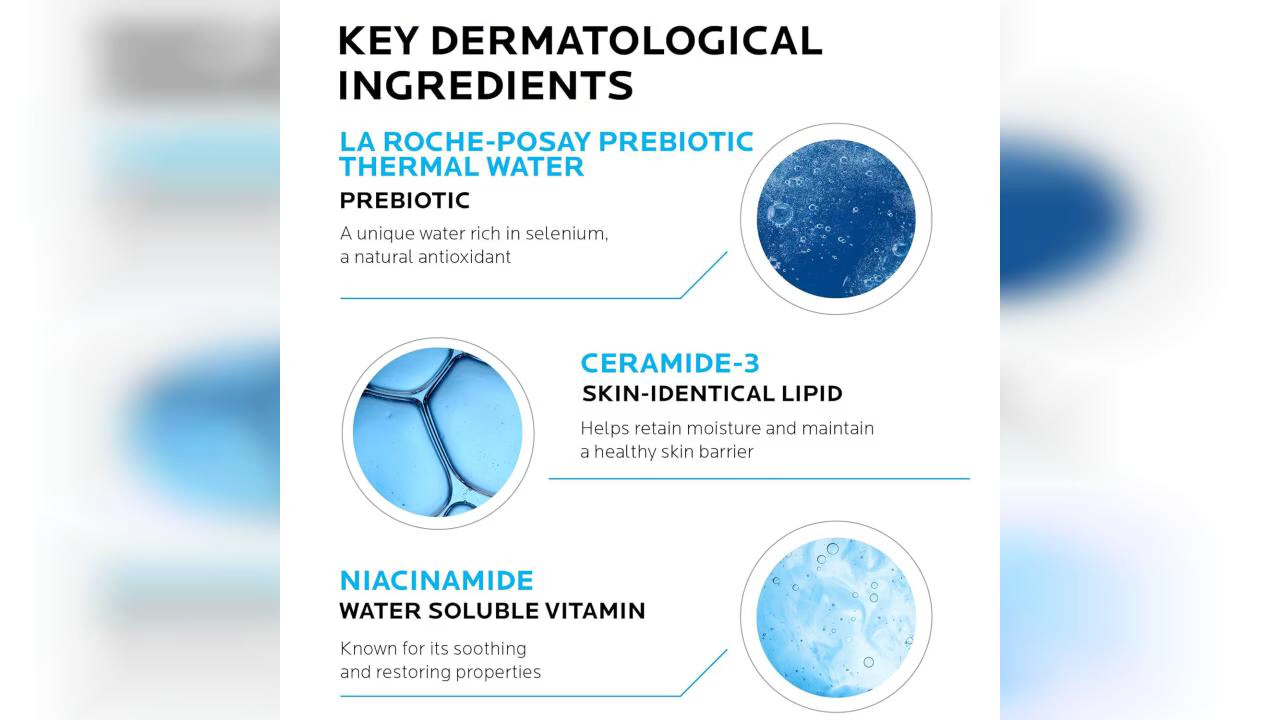 KEY DERMATOLOGICAL
INGREDIENTS
LA ROCHE-POSAY PREBIOTIC
THERMAL WATER
PREBIOTIC
A unique water rich in selenium,
a natural antioxidant
CERAMIDE-3
SKIN-IDENTICAL LIPID
Helps retain moisture and maintain
a healthy skin barrier
NIACINAMIDE
WATER SOLUBLE VITAMIN
Known for its soothing
and restoring properties